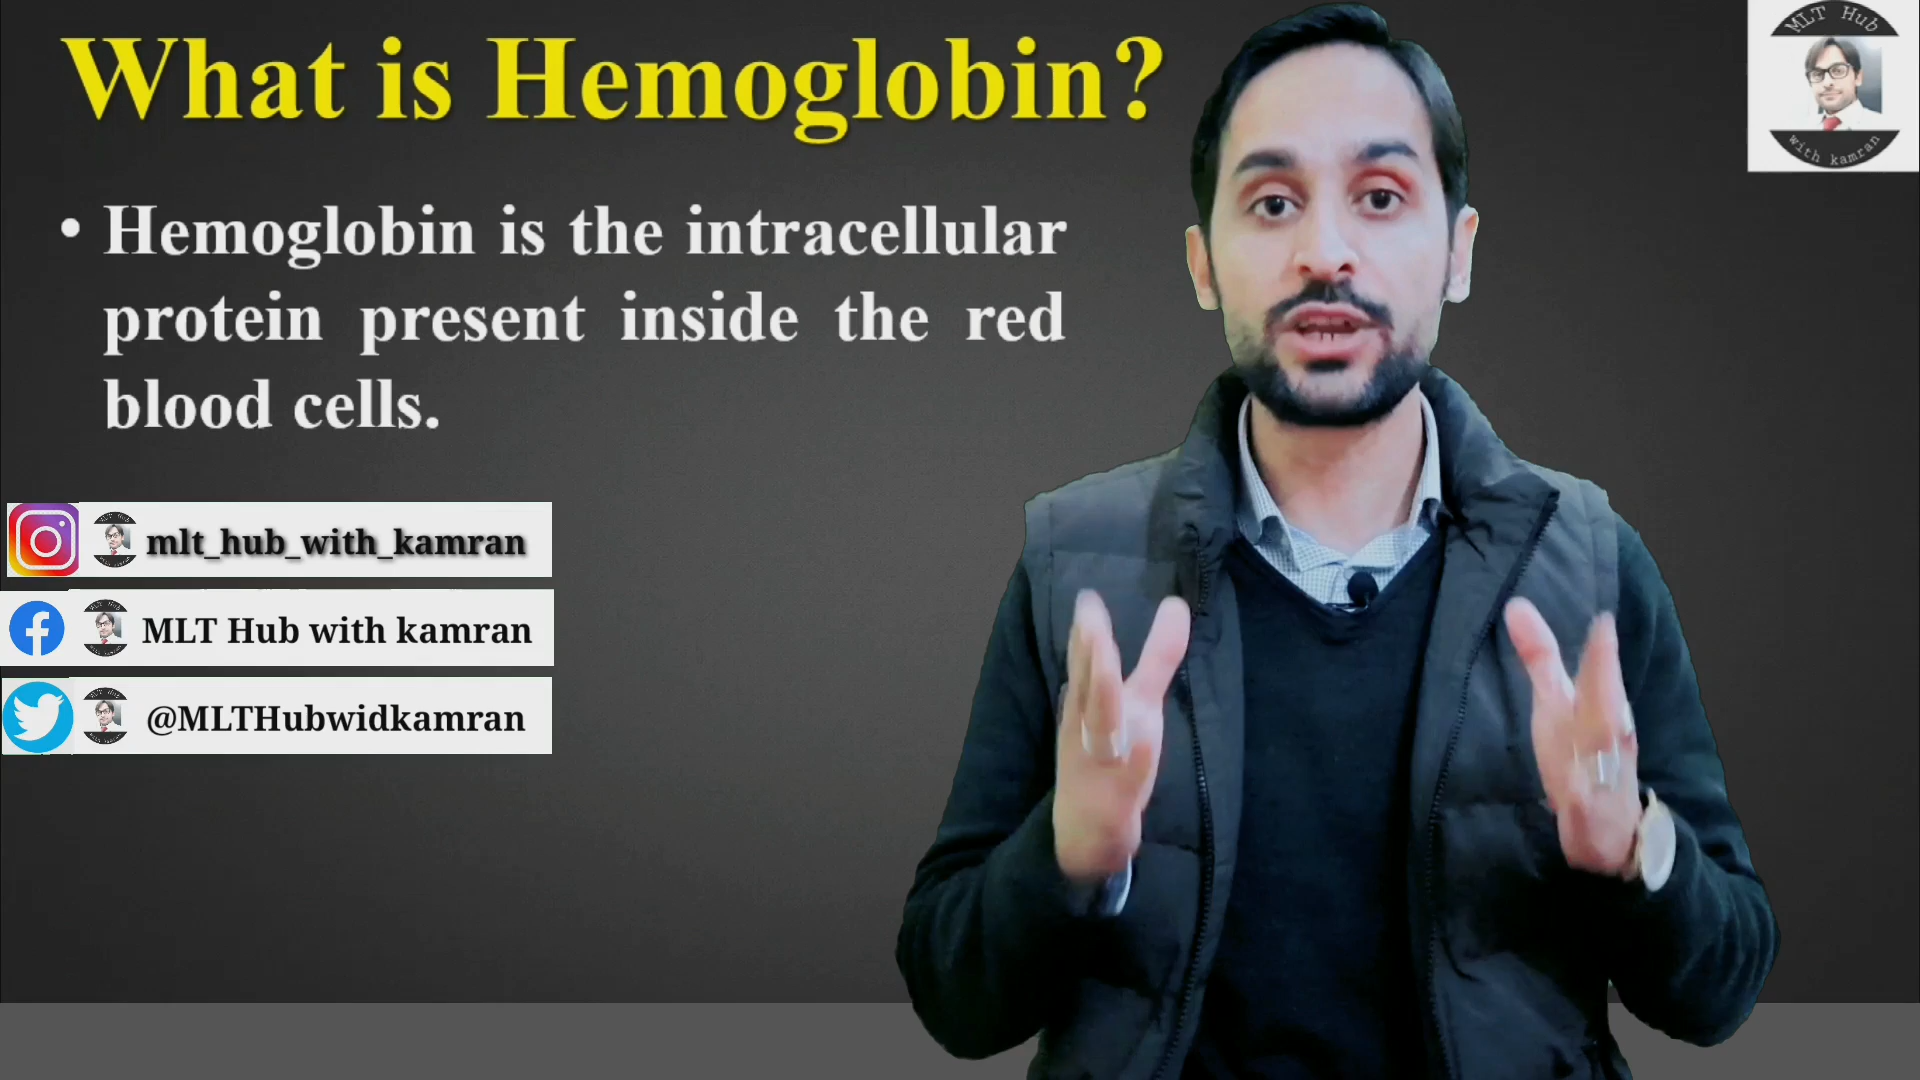 What is Hemoglobin?
MLT Hub
with kamran
• Hemoglobin is the intracellular
protein present inside the red
blood cells.
mlt_hub_with_kamran
MLT Hub with kamran
@MLTHubwidkamran